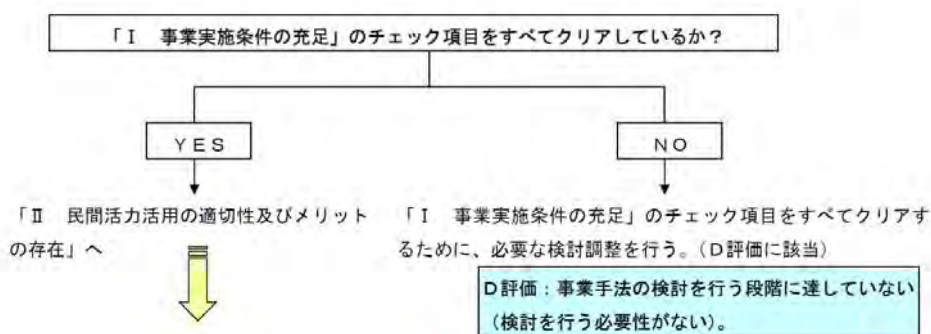 「Ⅰ　事業実施条件の充足」のチェック項目をすべてクリアしているか？
ＹＥＳ
ＮＯ
「Ⅱ　民間活力活用の適切性及びメリット
の存在」へ
「Ⅰ　事業実施条件の充足」のチェック項目をすべてクリアす
るために、必要な検討調整を行う。（Ｄ評価に該当）
Ｄ評価：事業手法の検討を行う段階に達していない
（検討を行う必要性がない）。